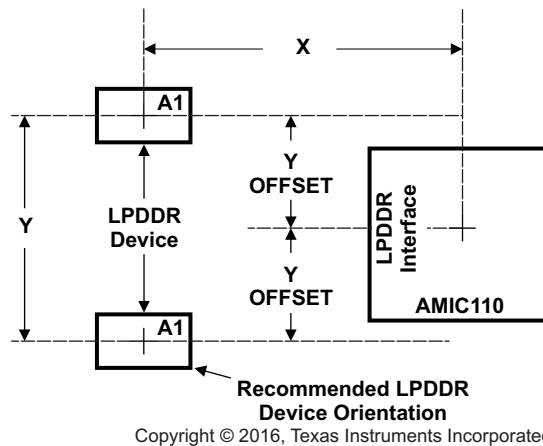 X
A1
Y
OFFSET
Y
LPDDR
Device
LPDDR
Interface
Y
OFFSET
A1
AMIC110
Recommended LPDDR
Device Orientation
Copyright © 2016, Texas Instruments Incorporated